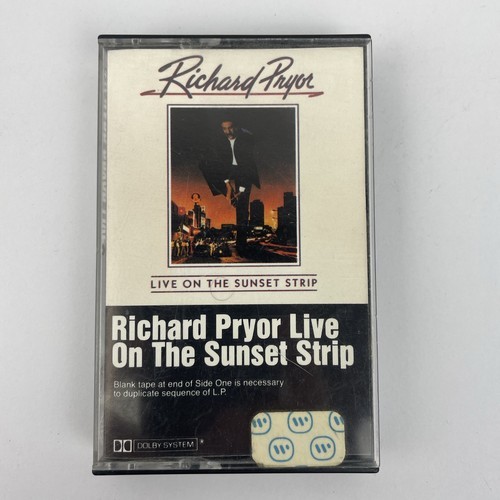 Richard Pryor
LIVE ON THE SUNSET STRIP
Richard Pryor Live
On The Sunset Strip
Blank tape at end of Side One is necessary
to duplicate sequence of L.P.
DOLBY SYSTEM *